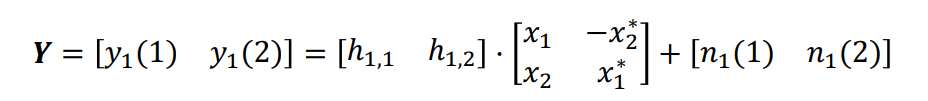 𝒀 = [y₁(1) y₁(2)] = [h₁,₁ h₁,₂] · [x₁ −x₂* ; x₂ x₁*] + [n₁(1) n₁(2)]